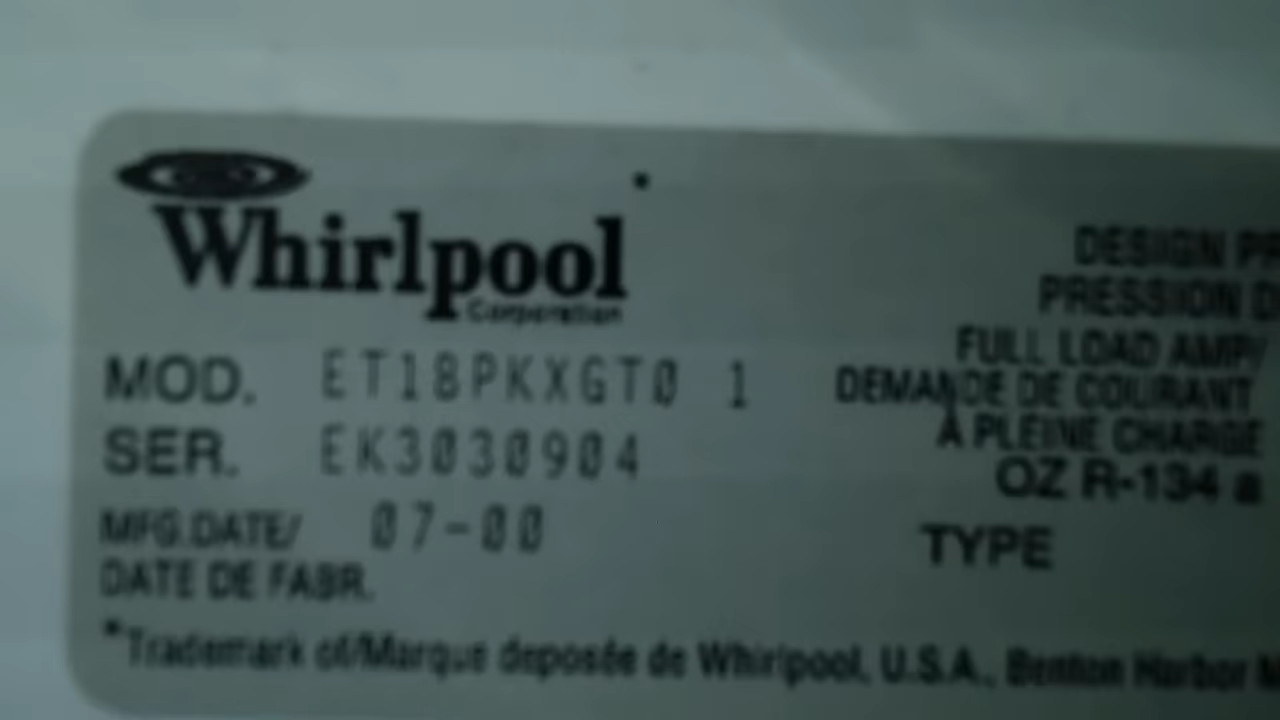 Whirlpool
Corporation
MOD. ET18PKXGT0 1
SER. EK3030904
MFG.DATE/ 07-00
DATE DE FABR.
DESIGN PR
PRESSION D
FULL LOAD AMP/
DEMANDE DE COURANT
À PLEINE CHARGE
OZ R-134 a
TYPE
*Trademark of/Marque deposée de Whirlpool, U.S.A., Benton Harbor M